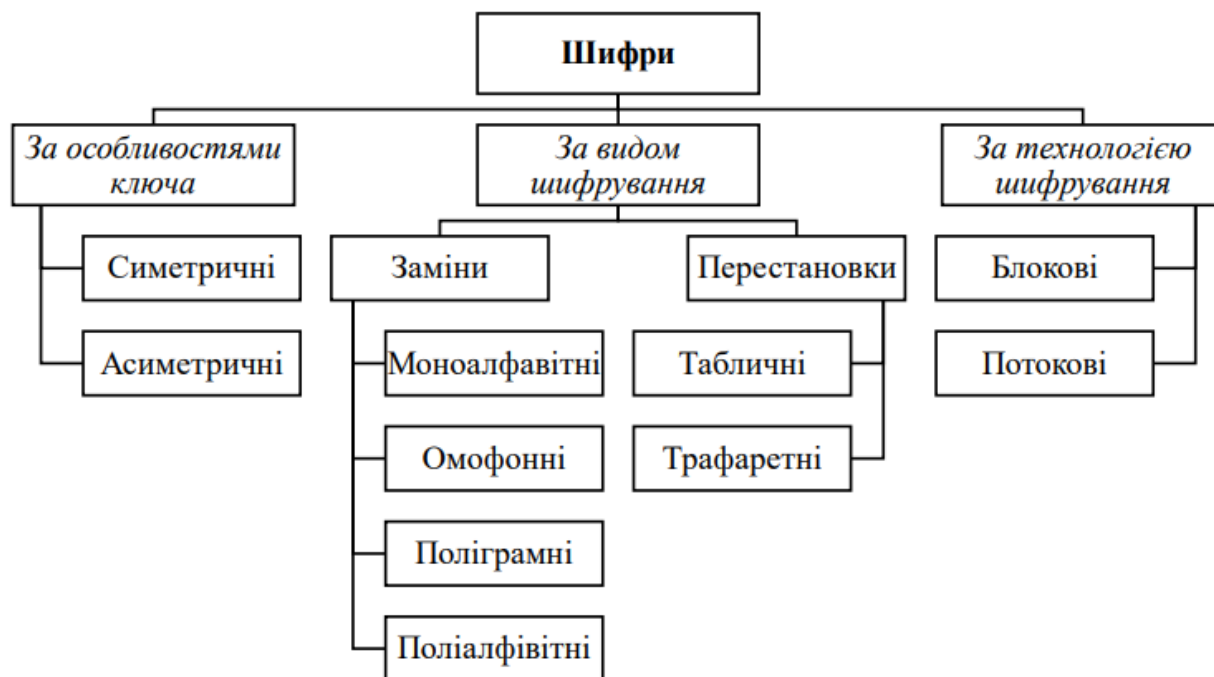 Шифри
За особливостями
ключа
За видом
шифрування
За технологією
шифрування
Симетричні
Заміни
Перестановки
Блокові
Асиметричні
Моноалфавітні
Табличні
Потокові
Омофонні
Трафаретні
Поліграмні
Поліалфівітні